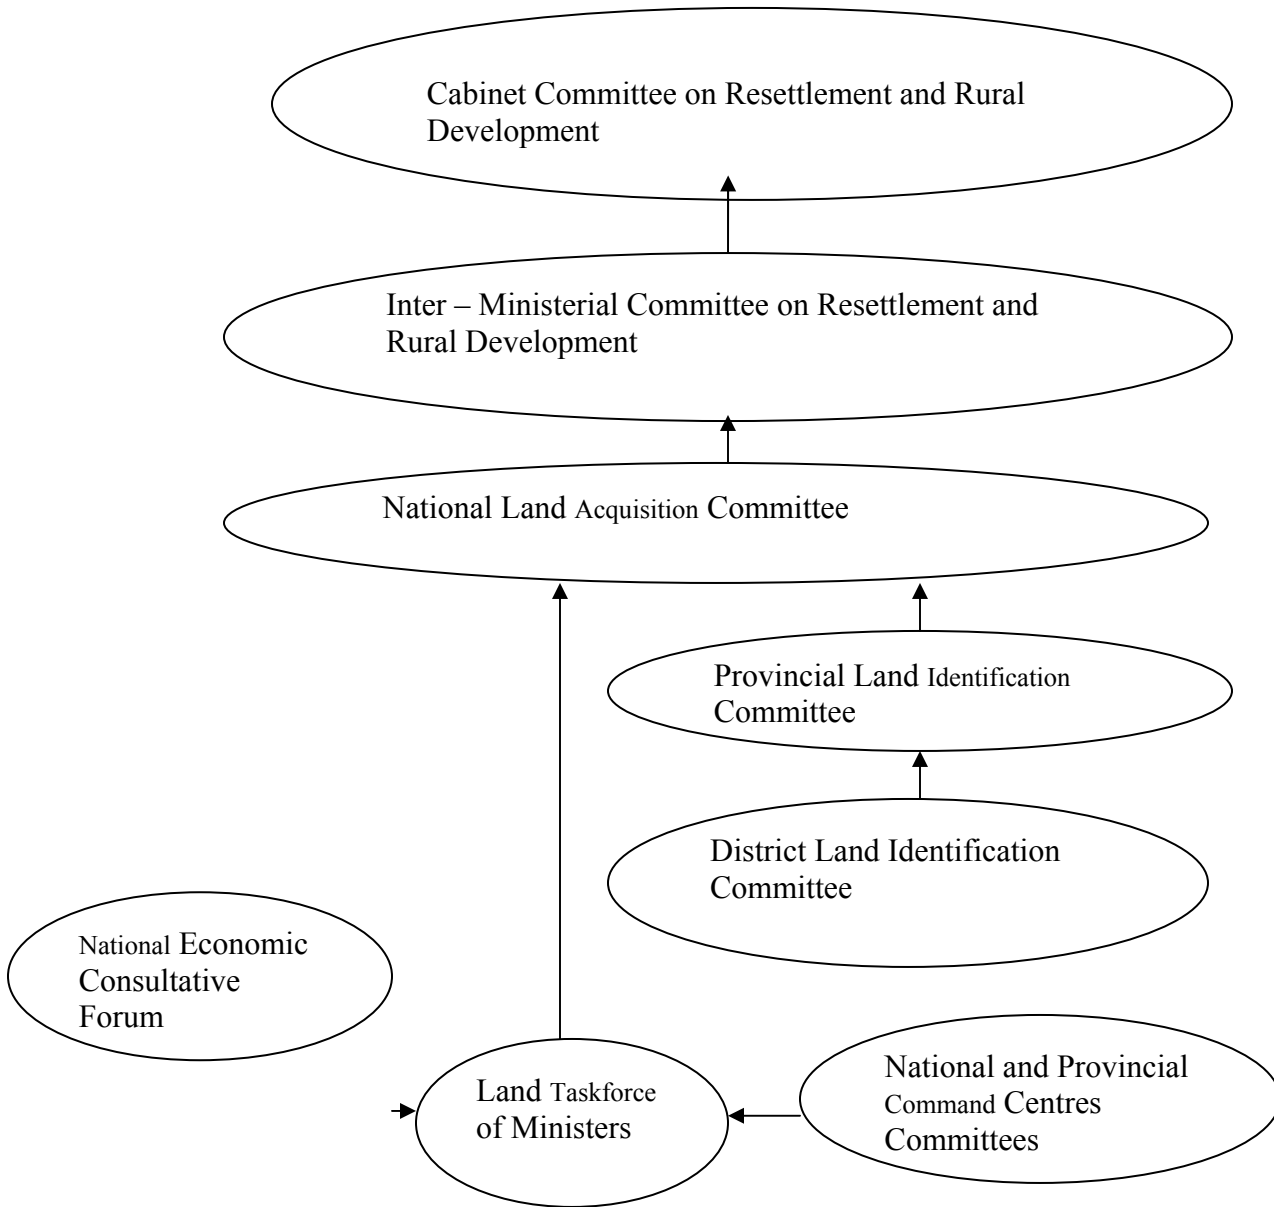 Cabinet Committee on Resettlement and Rural
Development
Inter – Ministerial Committee on Resettlement and
Rural Development
National Land Acquisition Committee
Provincial Land Identification
Committee
District Land Identification
Committee
National Economic
Consultative
Forum
Land Taskforce
of Ministers
National and Provincial
Command Centres
Committees